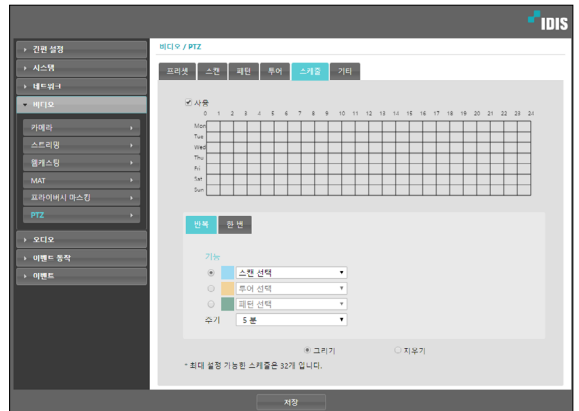 IDIS
간편 설정
시스템
네트워크
비디오
카메라
스트리밍
웹캐스팅
MAT
프라이버시 마스킹
PTZ
오디오
이벤트 동작
이벤트
비디오 / PTZ
프리셋 스캔 패턴 투어 스케줄 기타
사용
0 1 2 3 4 5 6 7 8 9 10 11 12 13 14 15 16 17 18 19 20 21 22 23 24
Mon
Tue
Wed
Thu
Fri
Sat
Sun
반복 한 번
기능
스캔 선택
투어 선택
패턴 선택
주기 5 분
그리기 지우기
* 최대 설정 가능한 스케줄은 32개 입니다.
저장